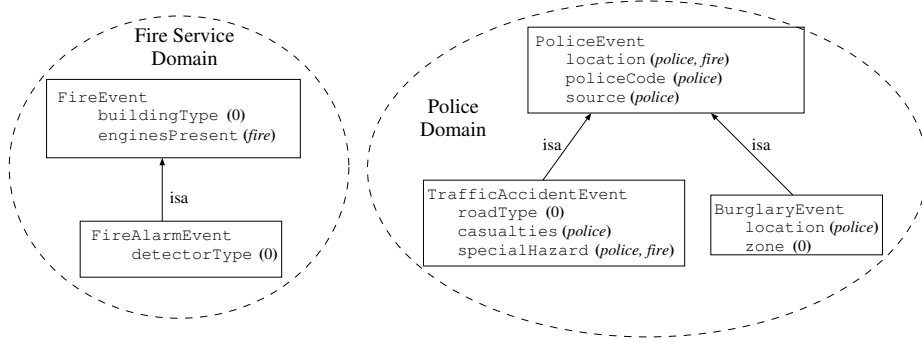 Fire Service
Domain
FireEvent
buildingType (0)
enginesPresent (fire)
isa
FireAlarmEvent
detectorType (0)
Police
Domain
PoliceEvent
location (police, fire)
policeCode (police)
source (police)
isa
isa
TrafficAccidentEvent
roadType (0)
casualties (police)
specialHazard (police, fire)
BurglaryEvent
location (police)
zone (0)